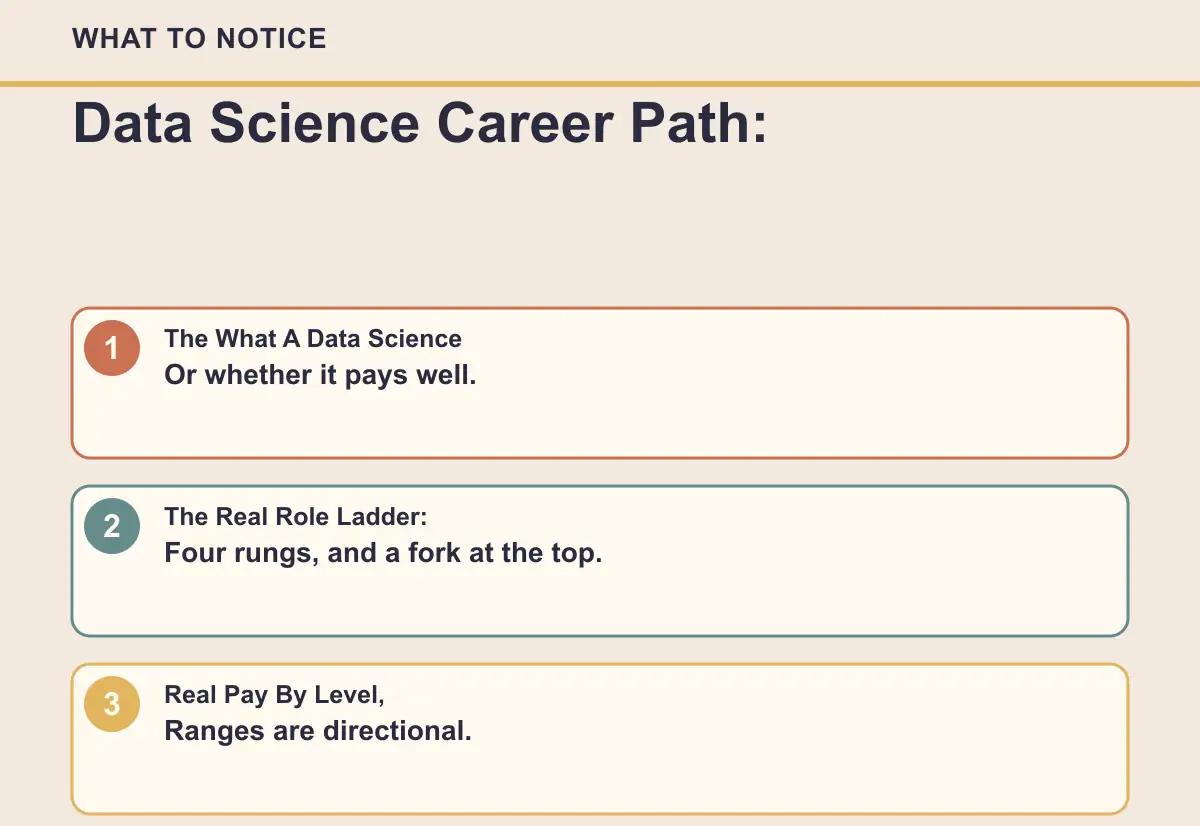 WHAT TO NOTICE
Data Science Career Path:
1
The What A Data Science
Or whether it pays well.
2
The Real Role Ladder:
Four rungs, and a fork at the top.
3
Real Pay By Level,
Ranges are directional.